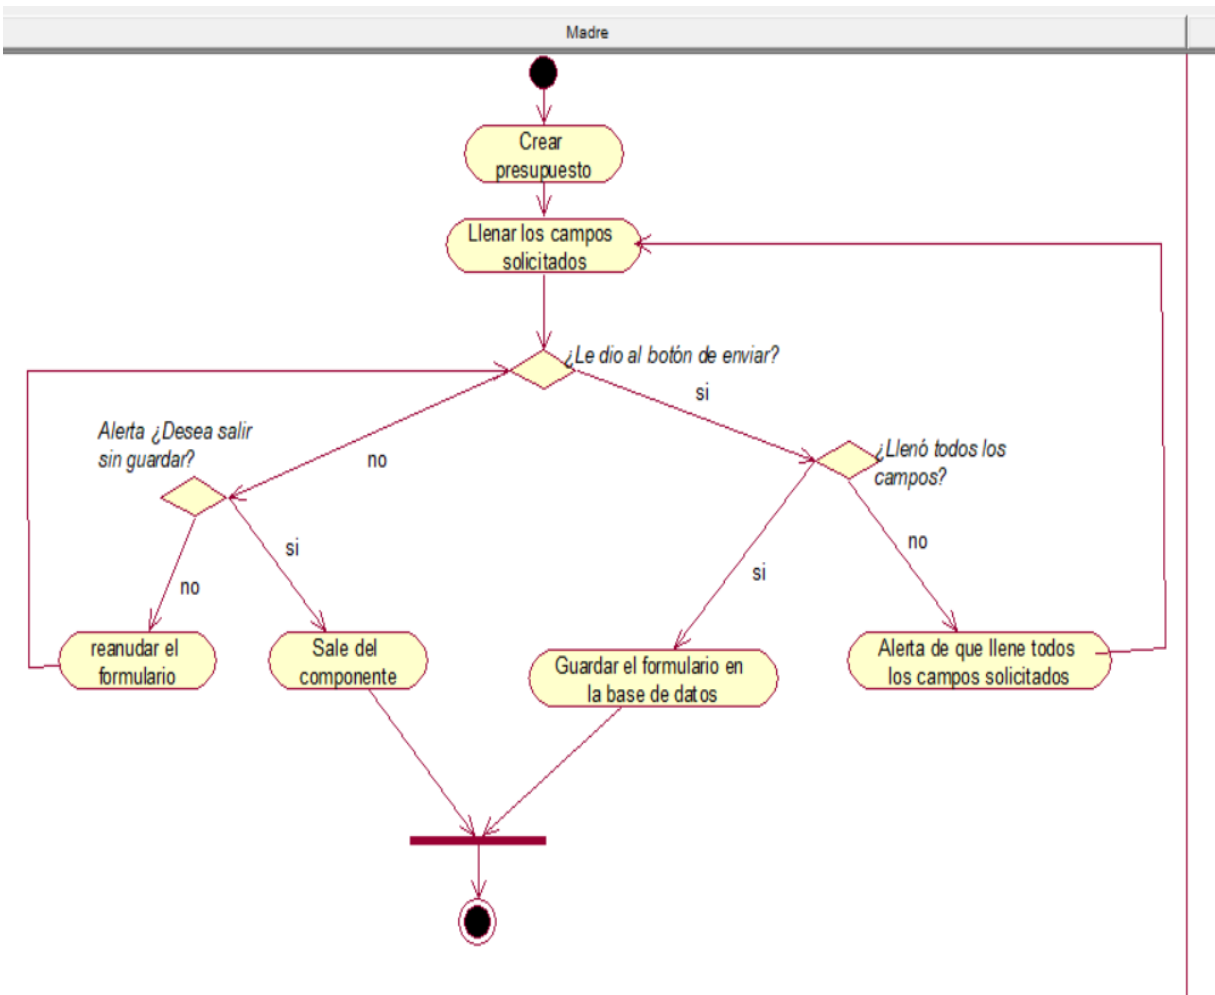 Madre
Crear
presupuesto
Llenar los campos
solicitados
¿Le dio al botón de enviar?
si
Alerta ¿Desea salir
sin guardar?
no
¿Llenó todos los
campos?
si
no
no
si
reanudar el
formulario
Sale del
componente
Guardar el formulario en
la base de datos
Alerta de que llene todos
los campos solicitados